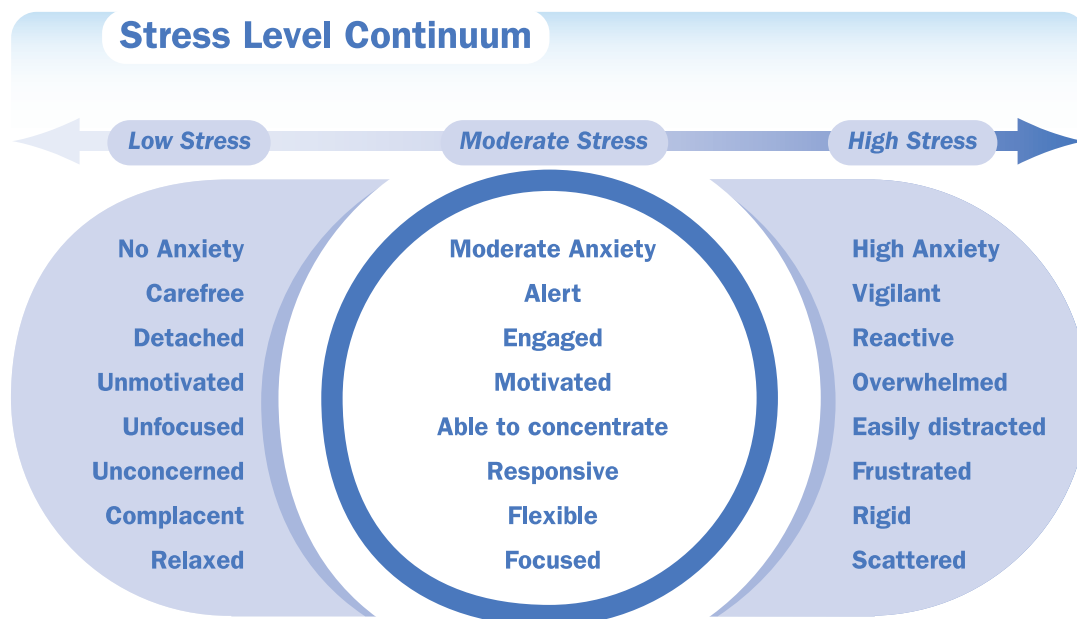 Stress Level Continuum
Low Stress
Moderate Stress
High Stress
No Anxiety
Carefree
Detached
Unmotivated
Unfocused
Unconcerned
Complacent
Relaxed
Moderate Anxiety
Alert
Engaged
Motivated
Able to concentrate
Responsive
Flexible
Focused
High Anxiety
Vigilant
Reactive
Overwhelmed
Easily distracted
Frustrated
Rigid
Scattered